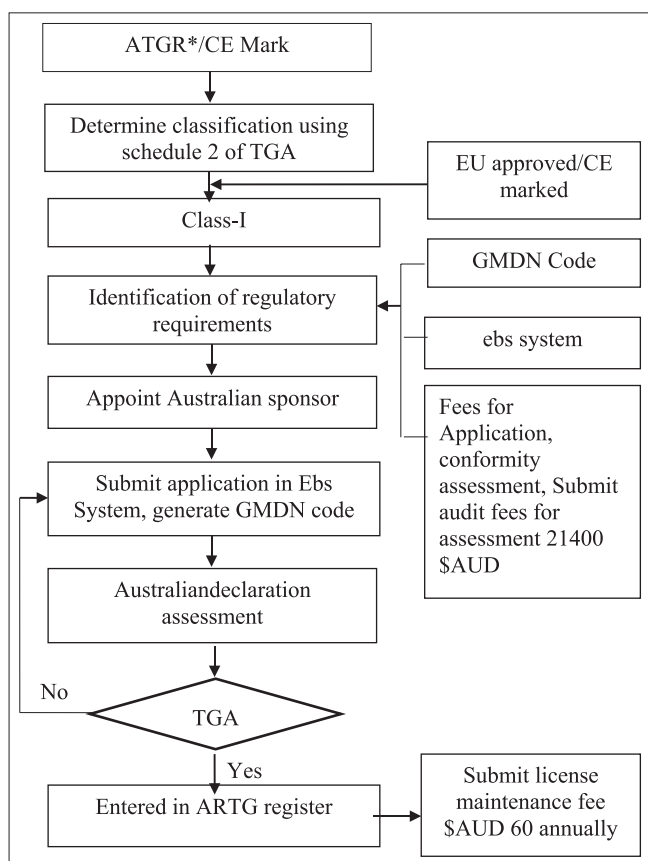 ATGR*/CE Mark
Determine classification using
schedule 2 of TGA
EU approved/CE
marked
Class-I
GMDN Code
Identification of regulatory
requirements
ebs system
Appoint Australian sponsor
Fees for
Application,
conformity
assessment, Submit
audit fees for
assessment 21400
$AUD
Submit application in Ebs
System, generate GMDN code
Australiandeclaration
assessment
No
TGA
Yes
Entered in ARTG register
Submit license
maintenance fee
$AUD 60 annually